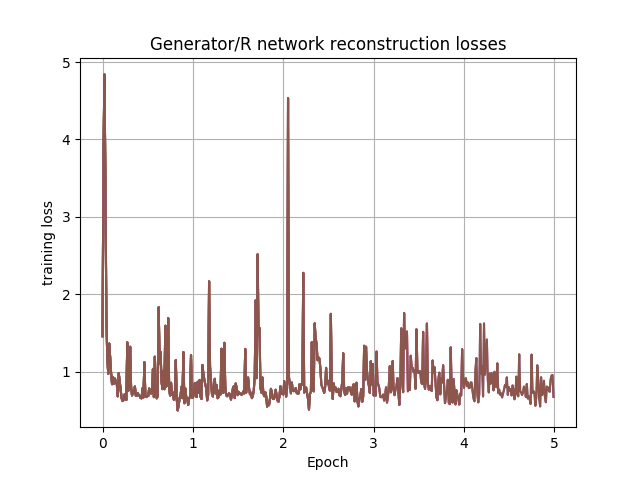 Generator/R network reconstruction losses
5
4
3
2
1
training loss
0 1 2 3 4 5
Epoch